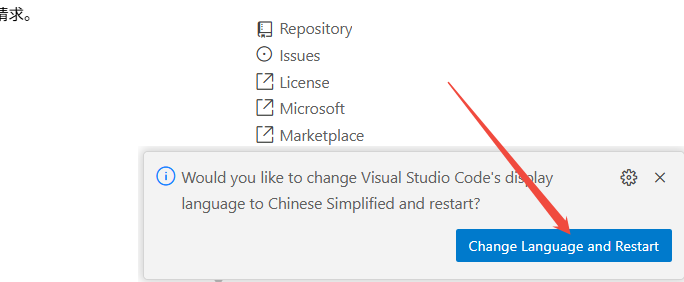 请求。
Repository
Issues
License
Microsoft
Marketplace
Would you like to change Visual Studio Code's display
language to Chinese Simplified and restart?
Change Language and Restart